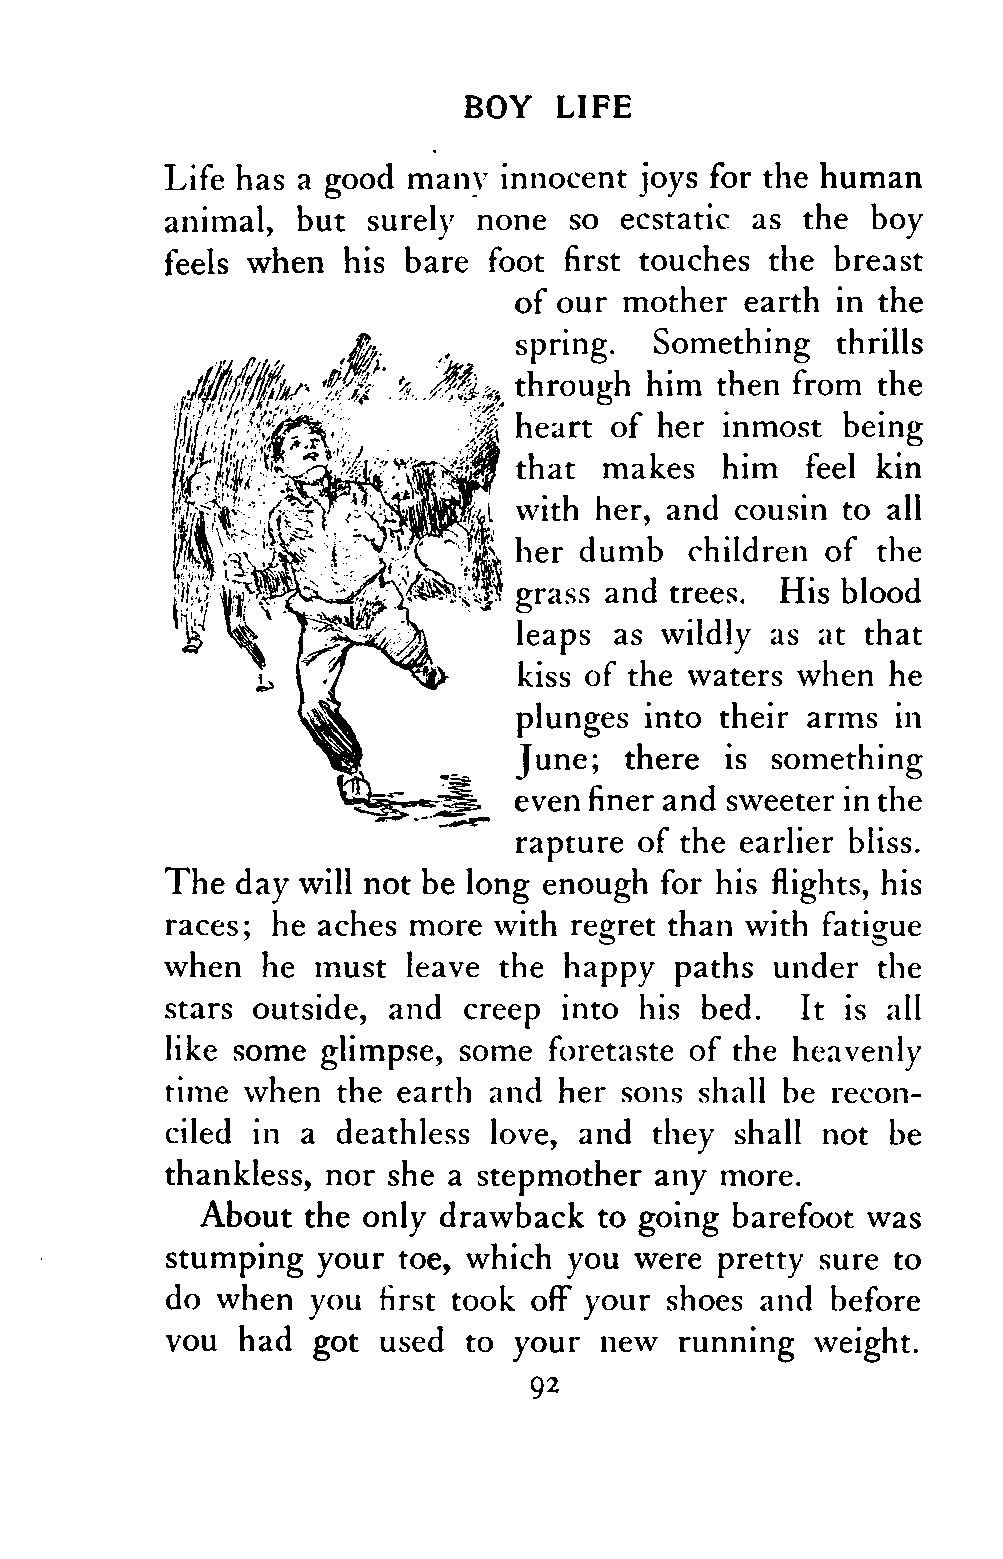 BOY LIFE
Life has a good many innocent joys for the human
animal, but surely none so ecstatic as the boy
feels when his bare foot first touches the breast
of our mother earth in the
spring. Something thrills
through him then from the
heart of her inmost being
that makes him feel kin
with her, and cousin to all
her dumb children of the
grass and trees. His blood
leaps as wildly as at that
kiss of the waters when he
plunges into their arms in
June; there is something
even finer and sweeter in the
rapture of the earlier bliss.
The day will not be long enough for his flights, his
races; he aches more with regret than with fatigue
when he must leave the happy paths under the
stars outside, and creep into his bed. It is all
like some glimpse, some foretaste of the heavenly
time when the earth and her sons shall be recon-
ciled in a deathless love, and they shall not be
thankless, nor she a stepmother any more.
About the only drawback to going barefoot was
stumping your toe, which you were pretty sure to
do when you first took off your shoes and before
you had got used to your new running weight.
92